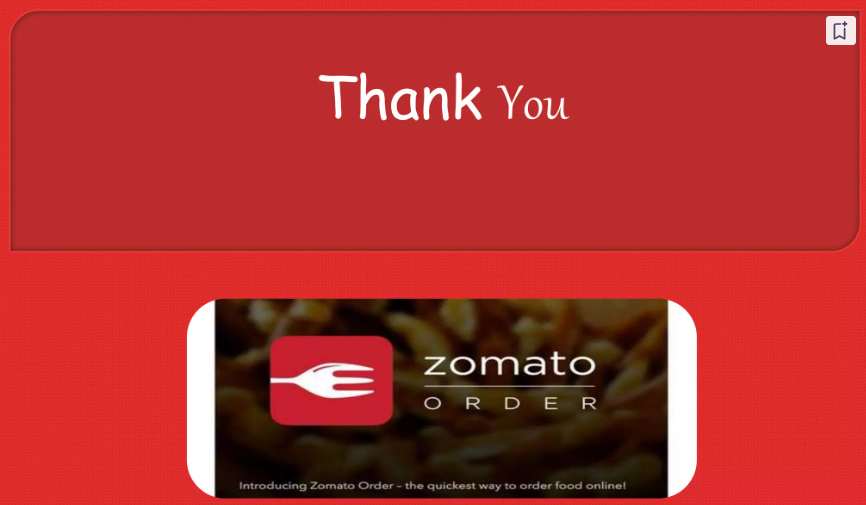 Thank You
zomato
ORDER
Introducing Zomato Order - the quickest way to order food online!